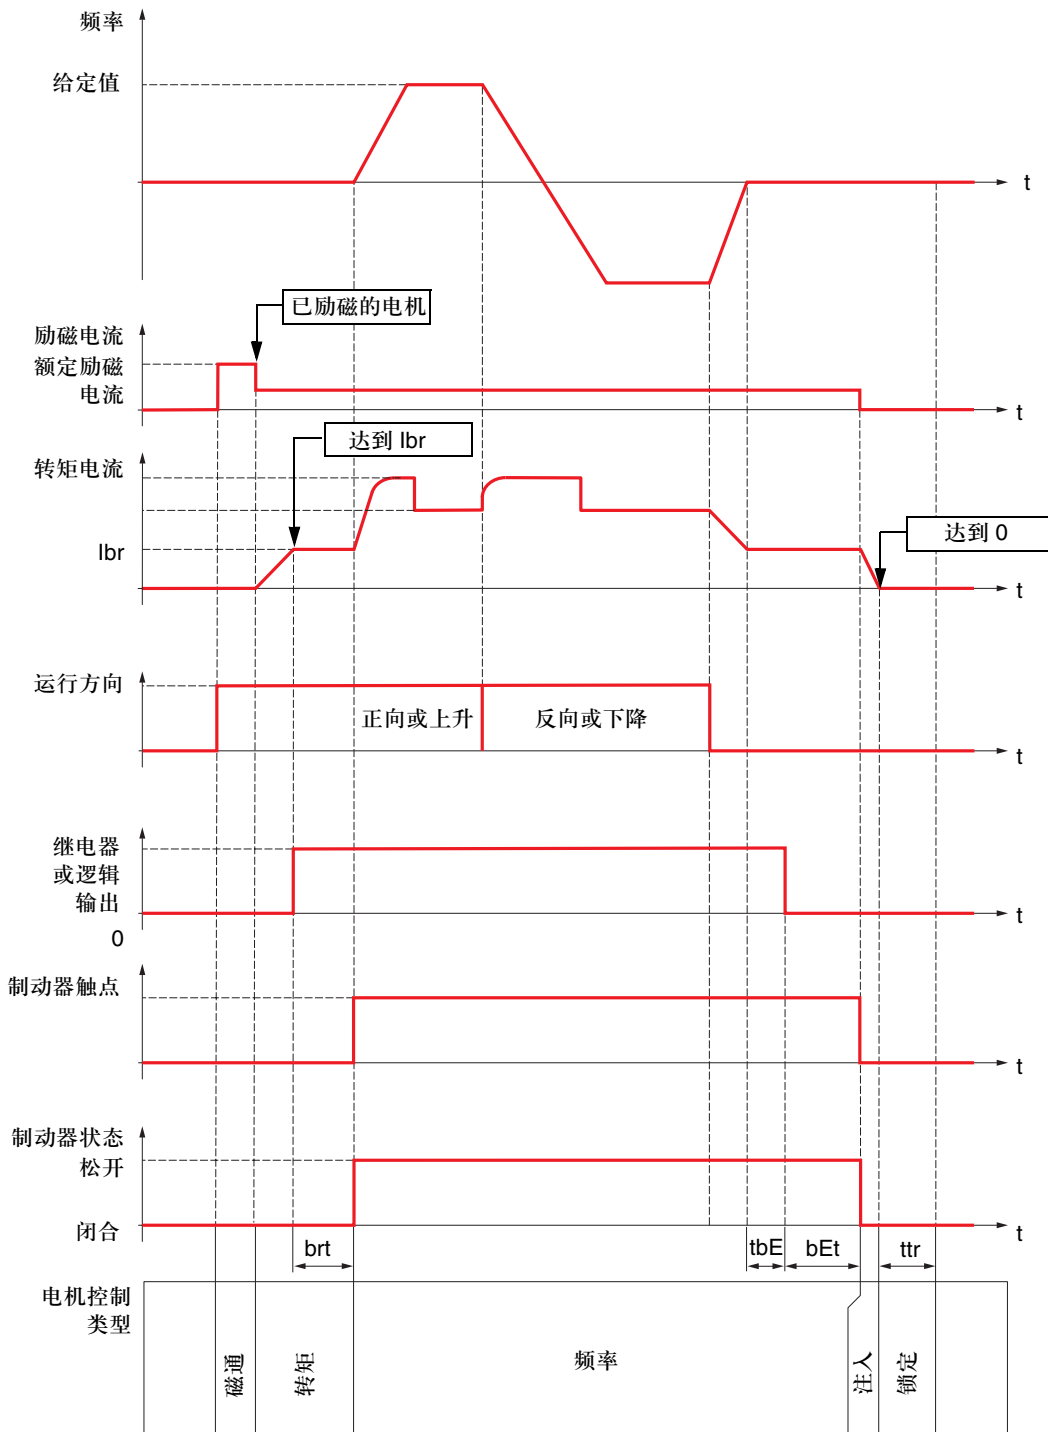 频率
给定值
t
已励磁的电机
励磁电流
额定励磁
电流
t
达到 Ibr
转矩电流
Ibr
达到 0
t
运行方向
正向或上升
反向或下降
t
继电器
或逻辑
输出
0
t
制动器触点
t
制动器状态
松开
闭合
t
brt
tbE
bEt
ttr
电机控制
类型
磁通
转矩
频率
注入
锁定